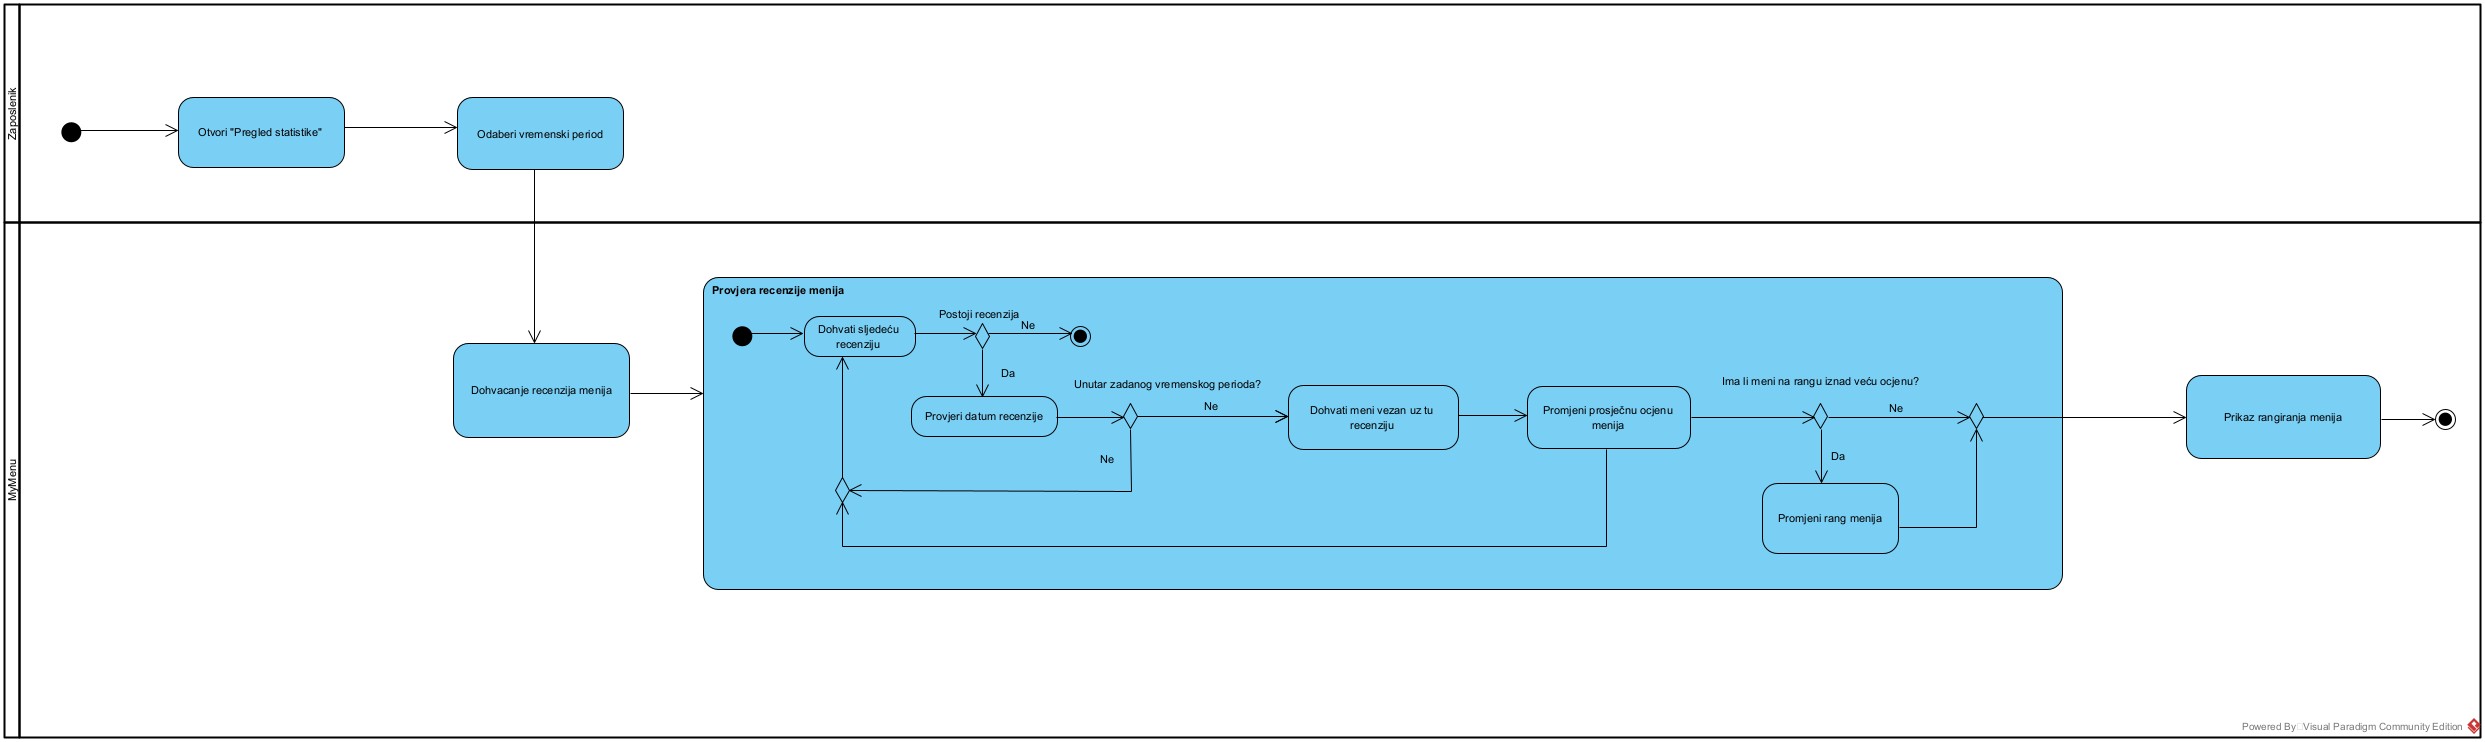 Zaposlenik
Otvori "Pregled statistike"
Odaberi vremenski period
MyMenu
Dohvacanje recenzija menija
Provjera recenzije menija
Dohvati sljedeću
recenziju
Postoji recenzija
Ne
Da
Provjeri datum recenzije
Unutar zadanog vremenskog perioda?
Ne
Ne
Dohvati meni vezan uz tu
recenziju
Promjeni prosječnu ocjenu
menija
Ima li meni na rangu iznad veću ocjenu?
Ne
Da
Promjeni rang menija
Prikaz rangiranja menija
Powered By Visual Paradigm Community Edition